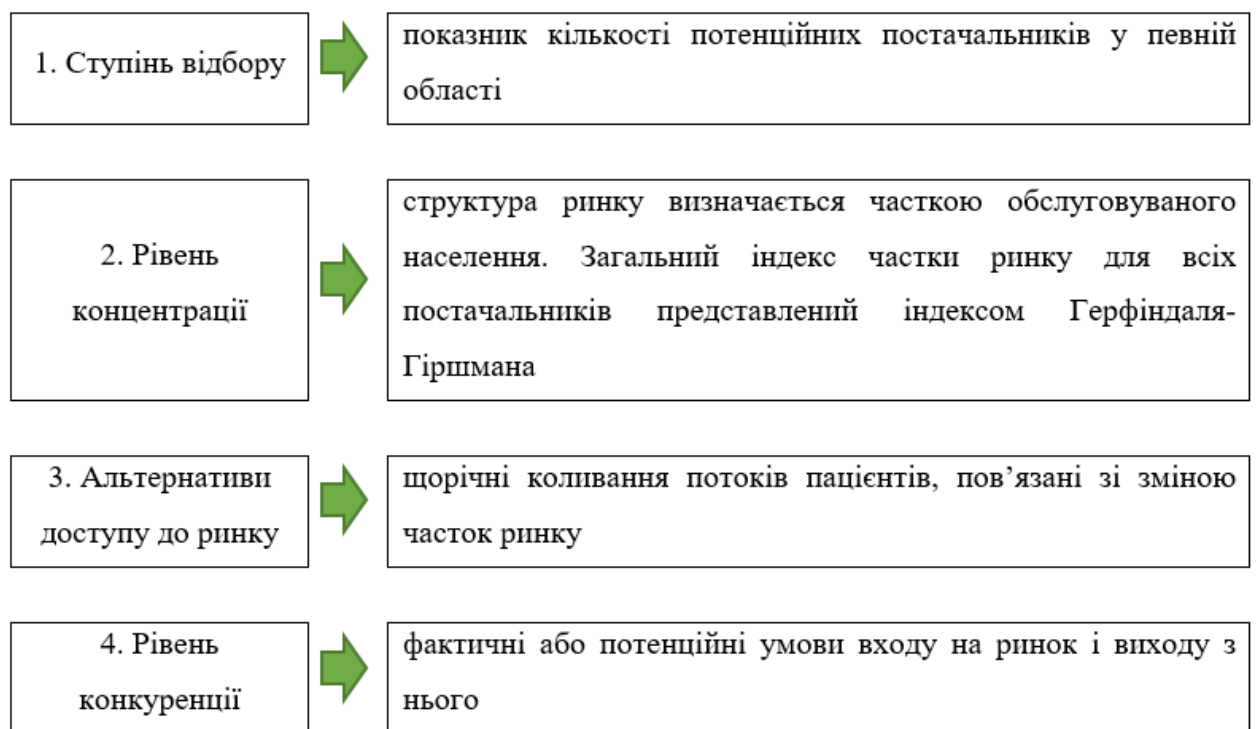 1. Ступінь відбору
показник кількості потенційних постачальників у певній
області
2. Рівень
концентрації
структура ринку визначається часткою обслуговуваного
населення. Загальний індекс частки ринку для всіх
постачальників представлений індексом Герфіндаля-
Гіршмана
3. Альтернативи
доступу до ринку
щорічні коливання потоків пацієнтів, пов’язані зі зміною
часток ринку
4. Рівень
конкуренції
фактичні або потенційні умови входу на ринок і виходу з
нього